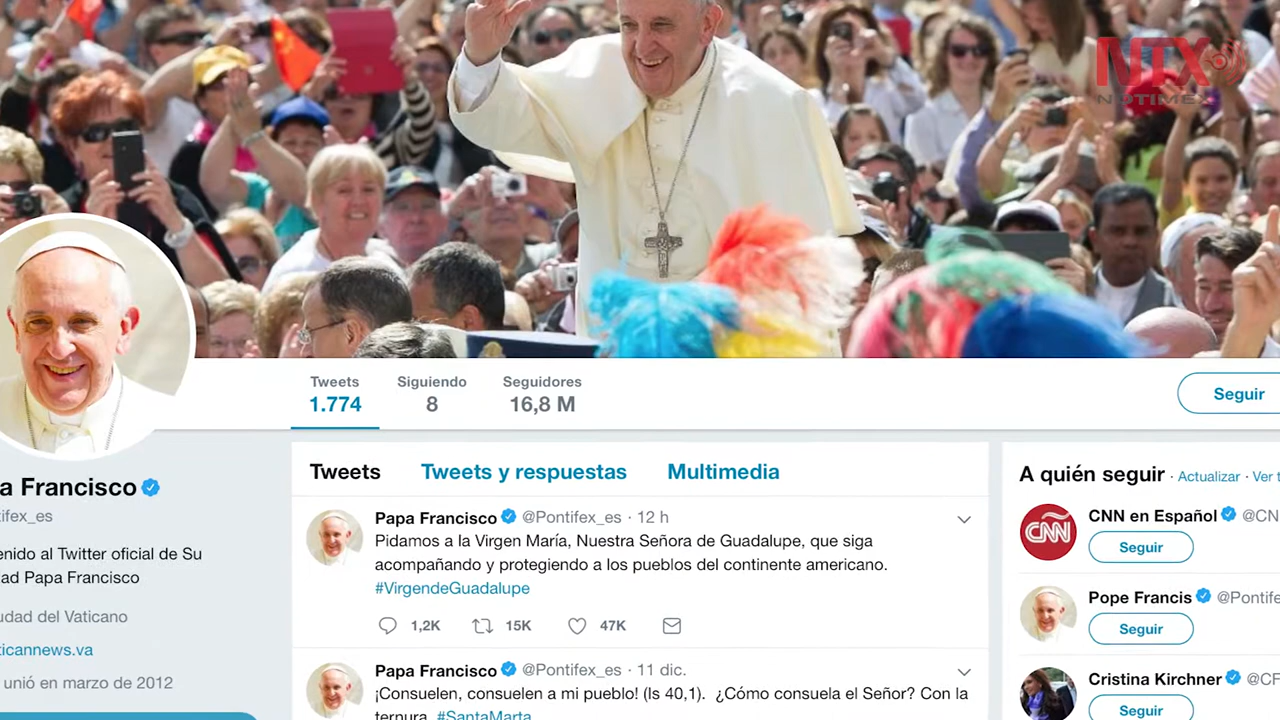 NTX
NOTIMEX
Tweets
1.774
Siguiendo
8
Seguidores
16,8 M
Seguir
a Francisco
ifex_es
enido al Twitter oficial de Su
ad Papa Francisco
udad del Vaticano
ticannews.va
unió en marzo de 2012
Tweets Tweets y respuestas Multimedia
Papa Francisco @Pontifex_es · 12 h
Pidamos a la Virgen María, Nuestra Señora de Guadalupe, que siga
acompañando y protegiendo a los pueblos del continente americano.
#VirgendeGuadalupe
1,2K 15K 47K
Papa Francisco @Pontifex_es · 11 dic.
¡Consuelen, consuelen a mi pueblo! (Is 40,1). ¿Cómo consuela el Señor? Con la
ternura. #SantaMarta
A quién seguir · Actualizar · Ver t
CNN
CNN en Español @CN
Seguir
Pope Francis @Pontife
Seguir
Cristina Kirchner @CF
Seguir